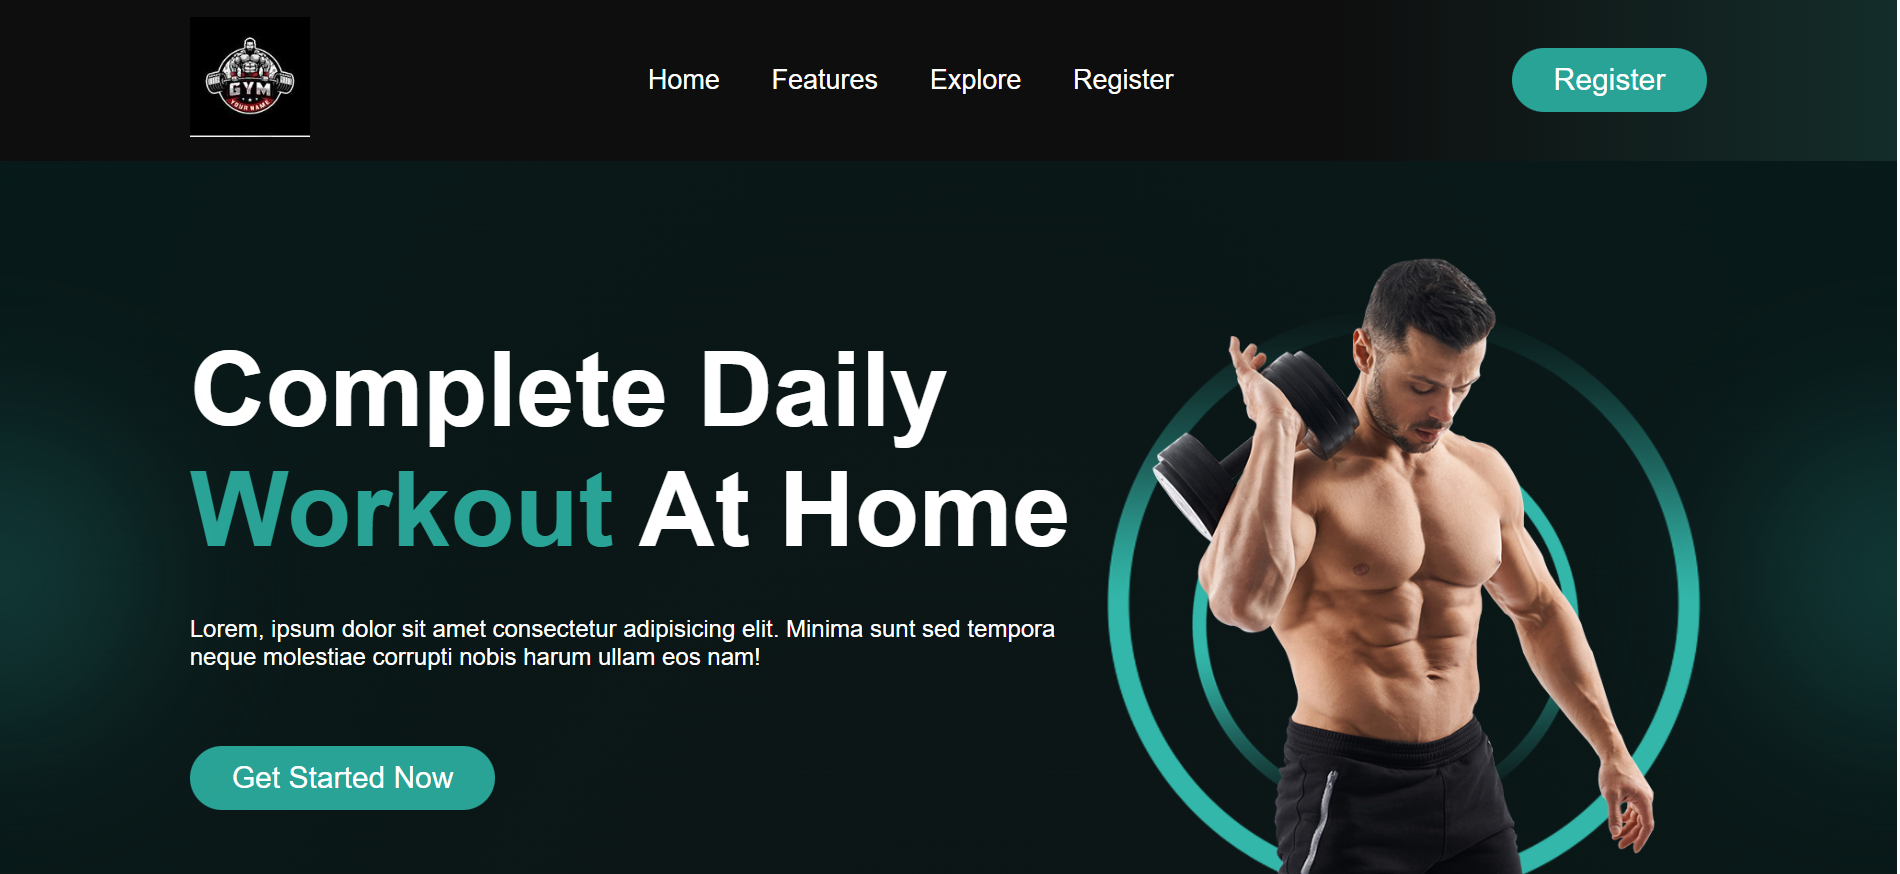 GYM
YOUR NAME
Home Features Explore Register
Register
Complete Daily
Workout At Home
Lorem, ipsum dolor sit amet consectetur adipisicing elit. Minima sunt sed tempora
neque molestiae corrupti nobis harum ullam eos nam!
Get Started Now